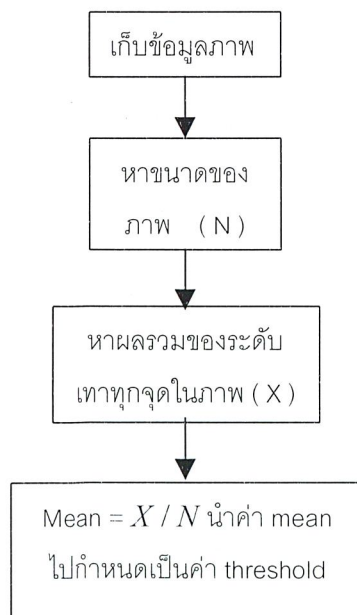 เก็บข้อมูลภาพ
หาขนาดของ
ภาพ (N)
หาผลรวมของระดับ
เทาทุกจุดในภาพ (X)
Mean = X / N นำค่า mean
ไปกำหนดเป็นค่า threshold